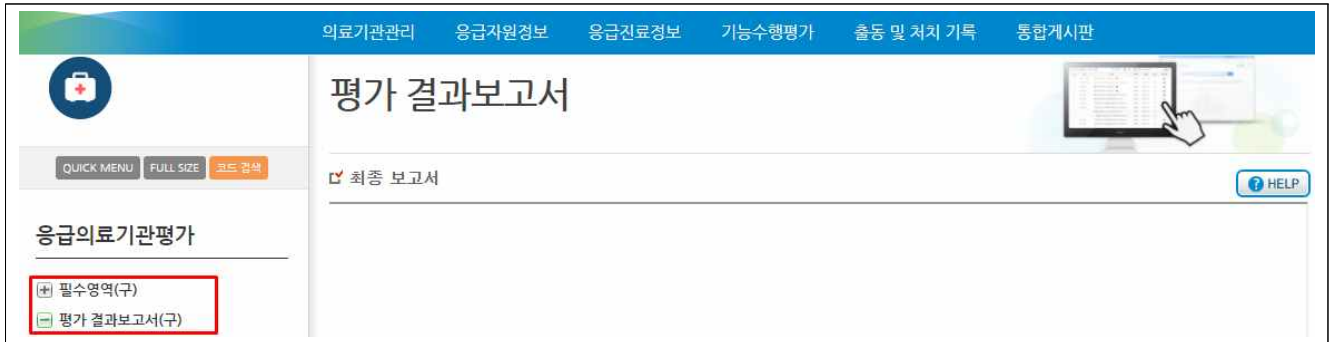 의료기관관리 응급자원정보 응급진료정보 기능수행평가 출동 및 처치 기록 통합게시판
평가 결과보고서
QUICK MENU FULL SIZE 코드 검색
최종 보고서
HELP
응급의료기관평가
필수영역(구)
평가 결과보고서(구)